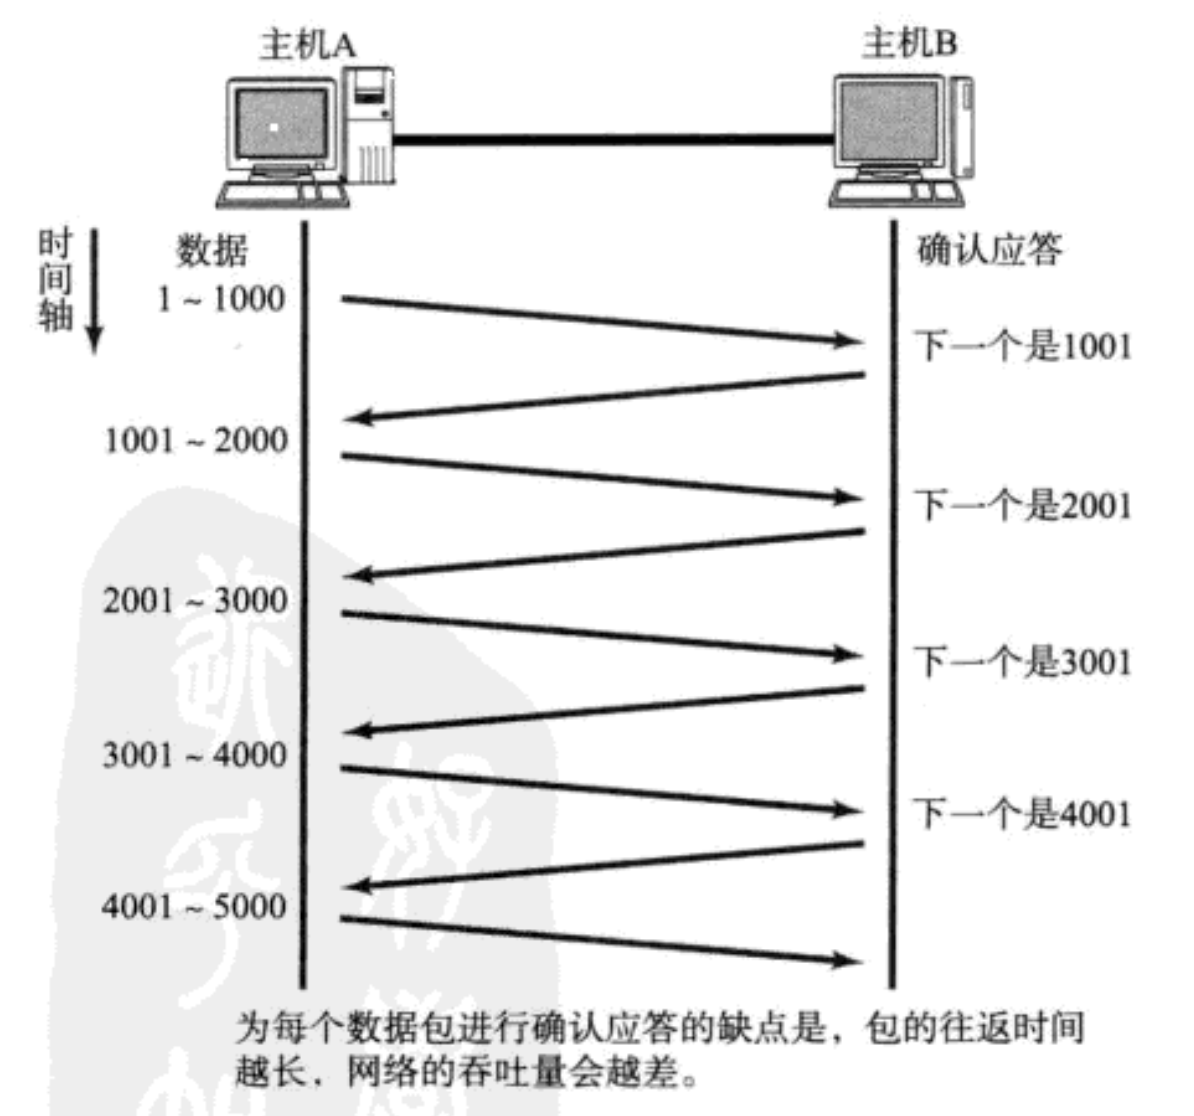 主机A
主机B
时间轴
数据
确认应答
1 ~ 1000
下一个是1001
1001 ~ 2000
下一个是2001
2001 ~ 3000
下一个是3001
3001 ~ 4000
下一个是4001
4001 ~ 5000
为每个数据包进行确认应答的缺点是，包的往返时间
越长，网络的吞吐量会越差。